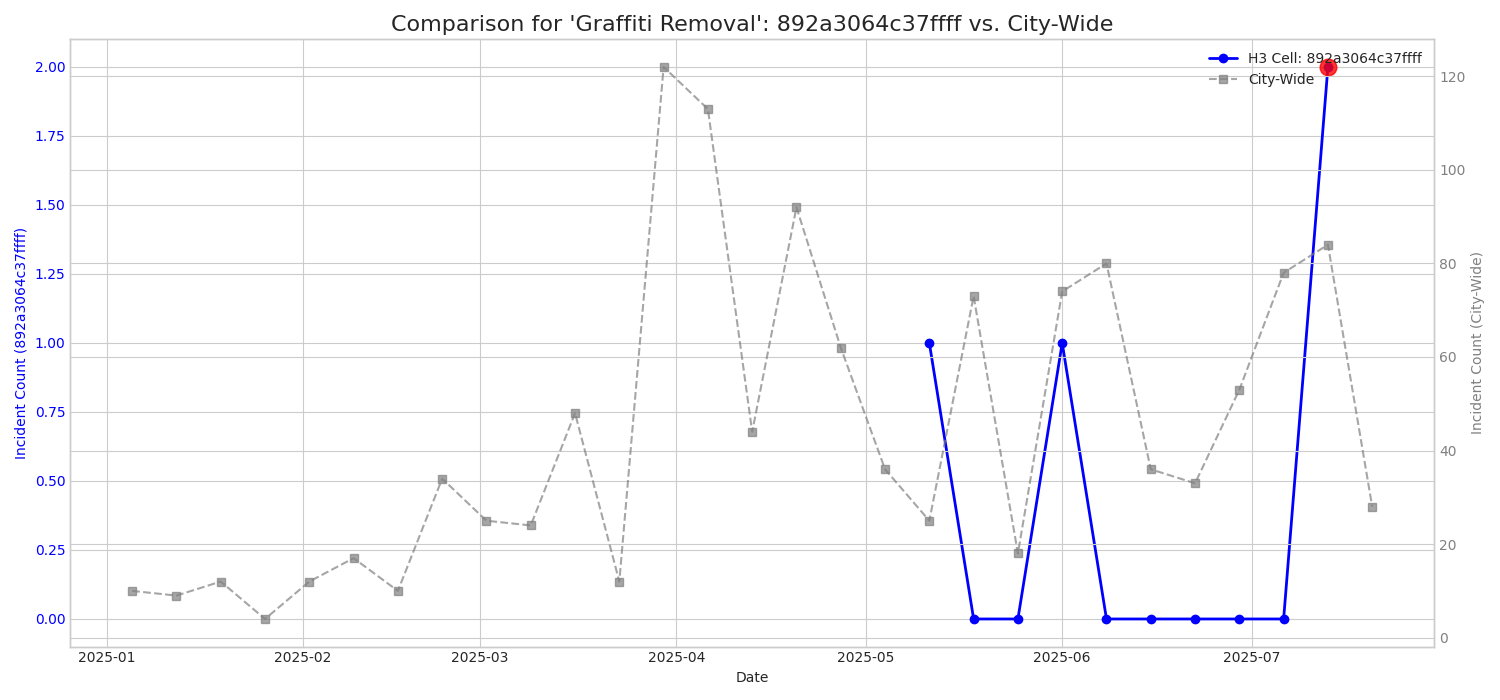 Comparison for 'Graffiti Removal': 892a3064c37ffff vs. City-Wide
H3 Cell: 892a3064c37ffff
City-Wide
Incident Count (892a3064c37ffff)
2.00
1.75
1.50
1.25
1.00
0.75
0.50
0.25
0.00
120
100
80
60
40
20
0
Incident Count (City-Wide)
2025-01 2025-02 2025-03 2025-04 2025-05 2025-06 2025-07
Date